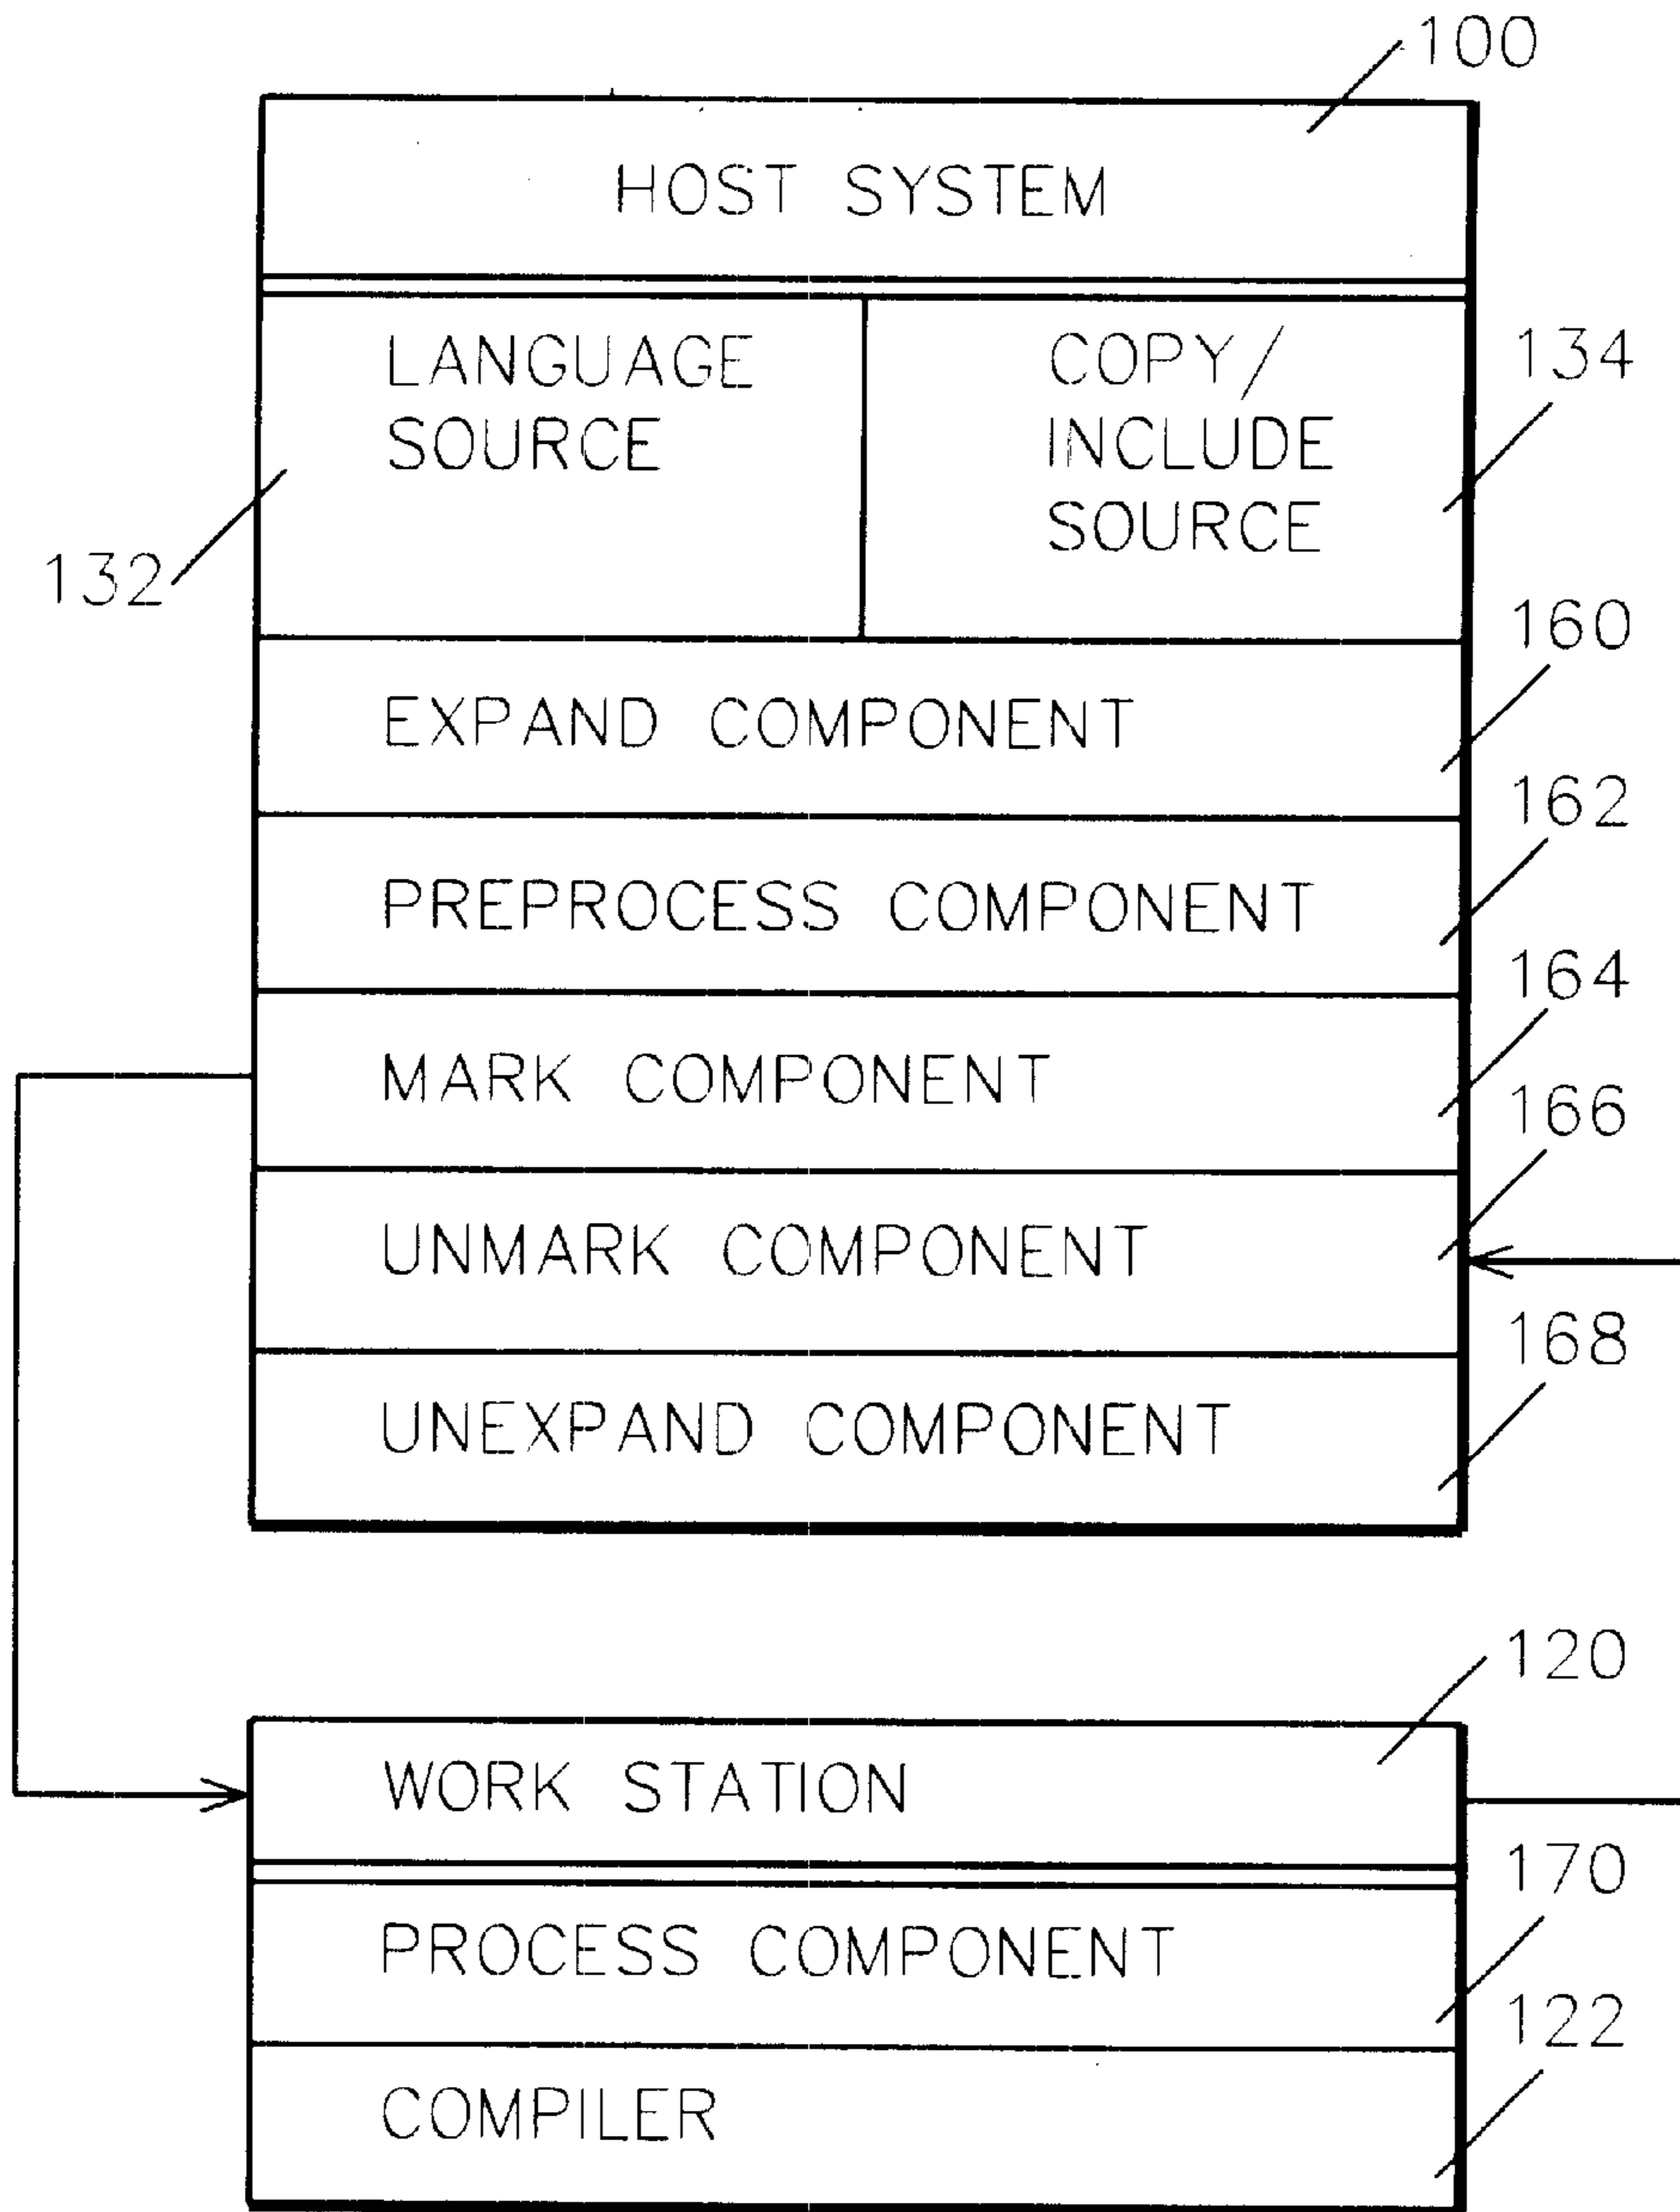 100
HOST SYSTEM
LANGUAGE
SOURCE
COPY/
INCLUDE
SOURCE
134
132
160
EXPAND COMPONENT
162
PREPROCESS COMPONENT
164
MARK COMPONENT
166
UNMARK COMPONENT
168
UNEXPAND COMPONENT
120
WORK STATION
170
PROCESS COMPONENT
122
COMPILER